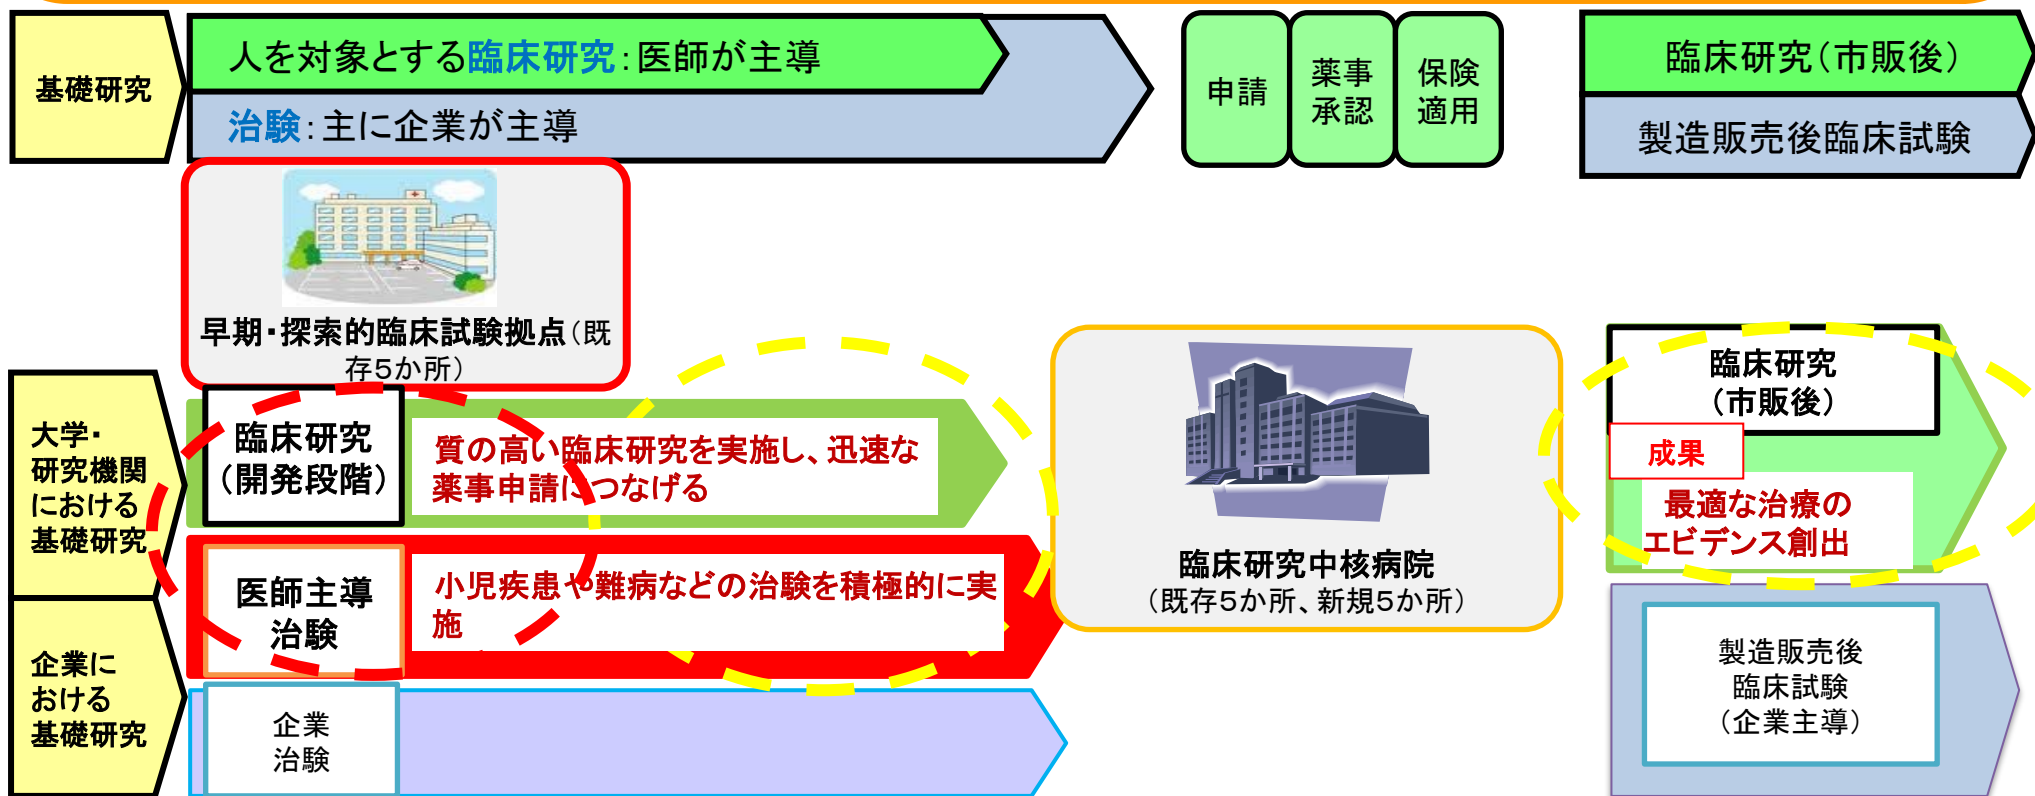 基礎研究
人を対象とする臨床研究：医師が主導
治験：主に企業が主導
申請
薬事
承認
保険
適用
臨床研究（市販後）
製造販売後臨床試験
早期・探索的臨床試験拠点（既
存５か所）
大学・
研究機関
における
基礎研究
臨床研究
（開発段階）
質の高い臨床研究を実施し、迅速な
薬事申請につなげる
医師主導
治験
小児疾患や難病などの治験を積極的に実
施
企業に
おける
基礎研究
企業
治験
臨床研究中核病院
（既存５か所、新規５か所）
臨床研究
（市販後）
成果
最適な治療の
エビデンス創出
製造販売後
臨床試験
（企業主導）